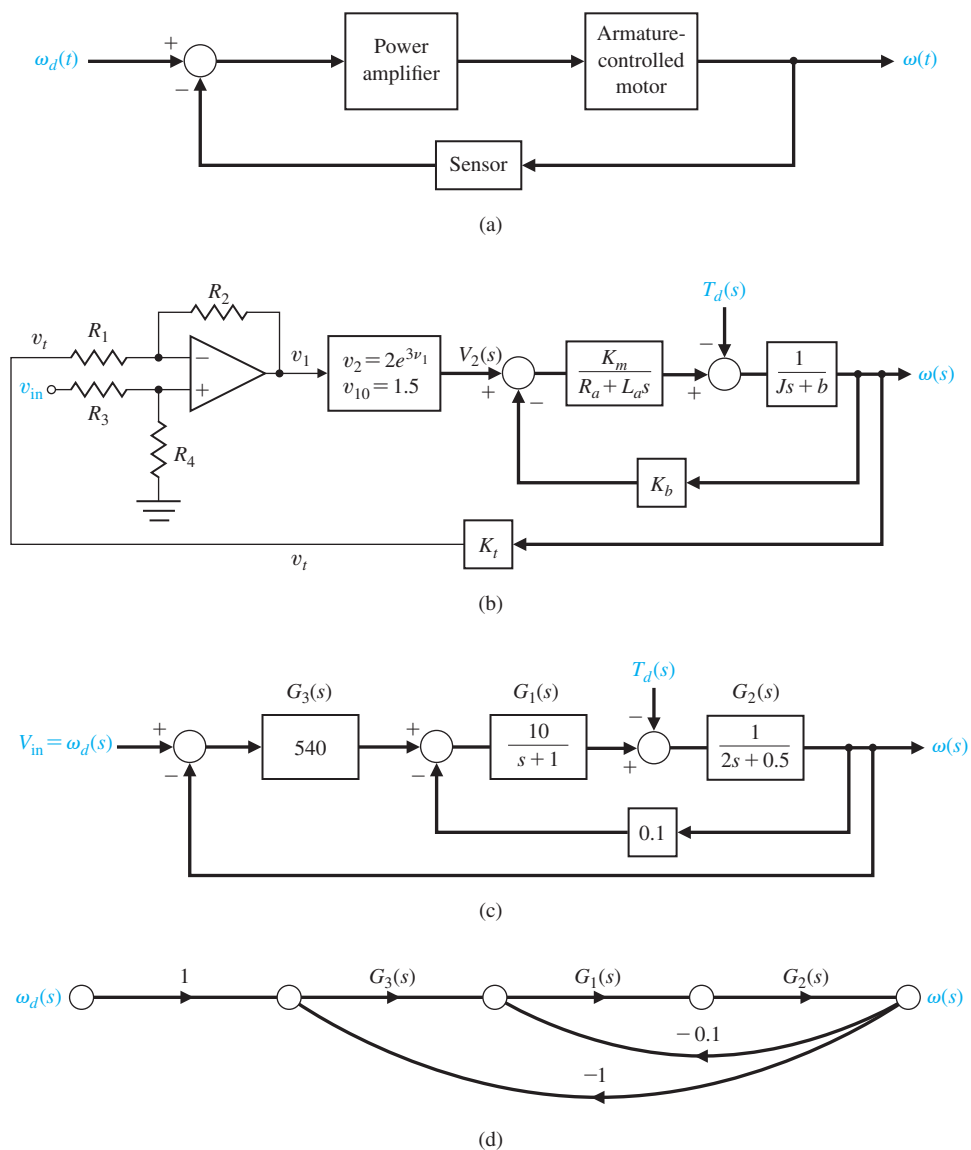 ω_d(t)
+
−
Power
amplifier
Armature-
controlled
motor
ω(t)
Sensor
(a)
R_2
T_d(s)
v_t
R_1
−
v_1
v_2 = 2e^{3ν_1}
v_10 = 1.5
V_2(s)
+
−
K_m
R_a + L_a s
−
+
1
Js + b
ω(s)
v_in
R_3
+
R_4
K_b
K_t
v_t
(b)
G_3(s)
G_1(s)
T_d(s)
G_2(s)
V_in = ω_d(s)
+
−
540
+
−
10
s + 1
−
+
1
2s + 0.5
ω(s)
0.1
(c)
ω_d(s)
1
G_3(s)
G_1(s)
G_2(s)
ω(s)
− 0.1
−1
(d)